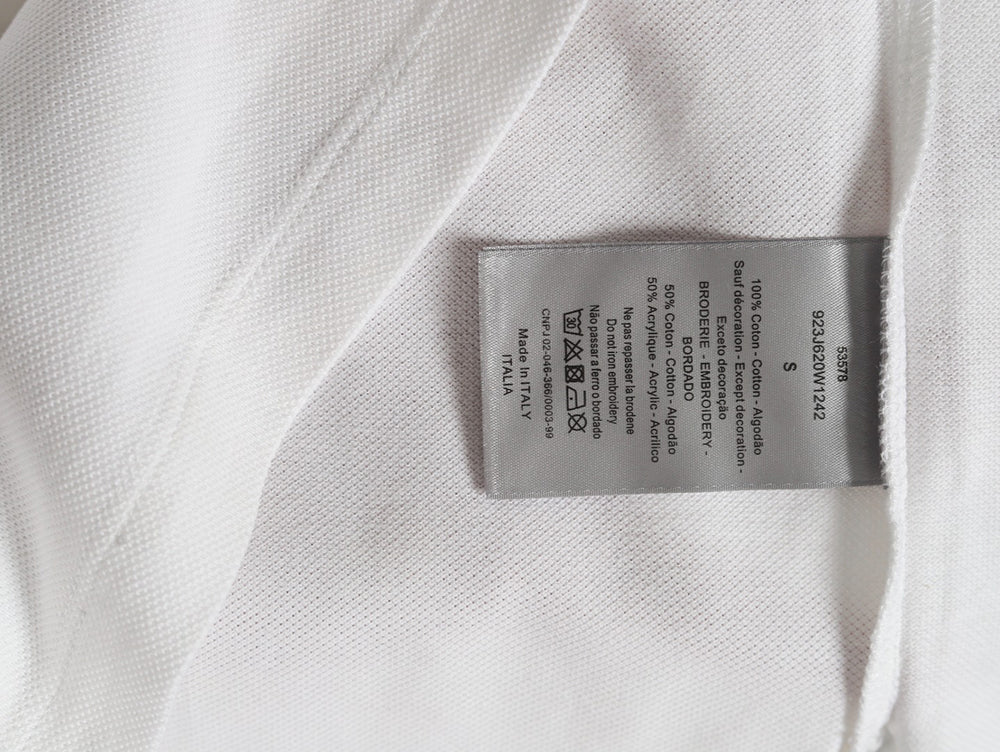 53578
923J620W1242
S
100% Coton - Cotton - Algodão
Sauf décoration - Except decoration -
Exceto decoração
BRODERIE - EMBROIDERY -
BORDADO
50% Coton - Cotton - Algodão
50% Acrylique - Acrylic - Acrílico
Ne pas repasser la broderie
Do not iron embroidery
Não passar a ferro o bordado
30
CNPJ 02-046-366/0003-99
Made In ITALY
ITALIA